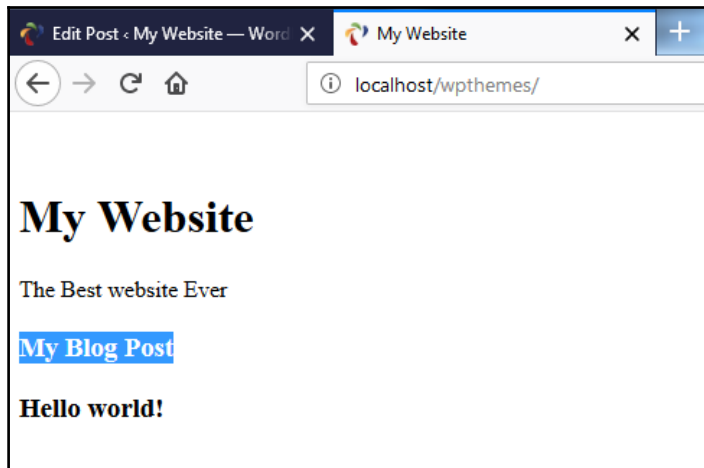 Edit Post ‹ My Website — Word
My Website
localhost/wpthemes/
My Website
The Best website Ever
My Blog Post
Hello world!